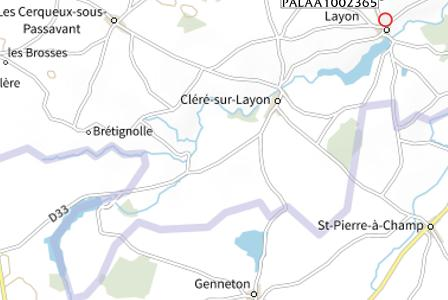 PALAA1002365
Layon
Les Cerqueux-sous-
Passavant
les Brosses
lère
Cléré-sur-Layon
Brétignolle
D33
St-Pierre-à-Champ
Genneton